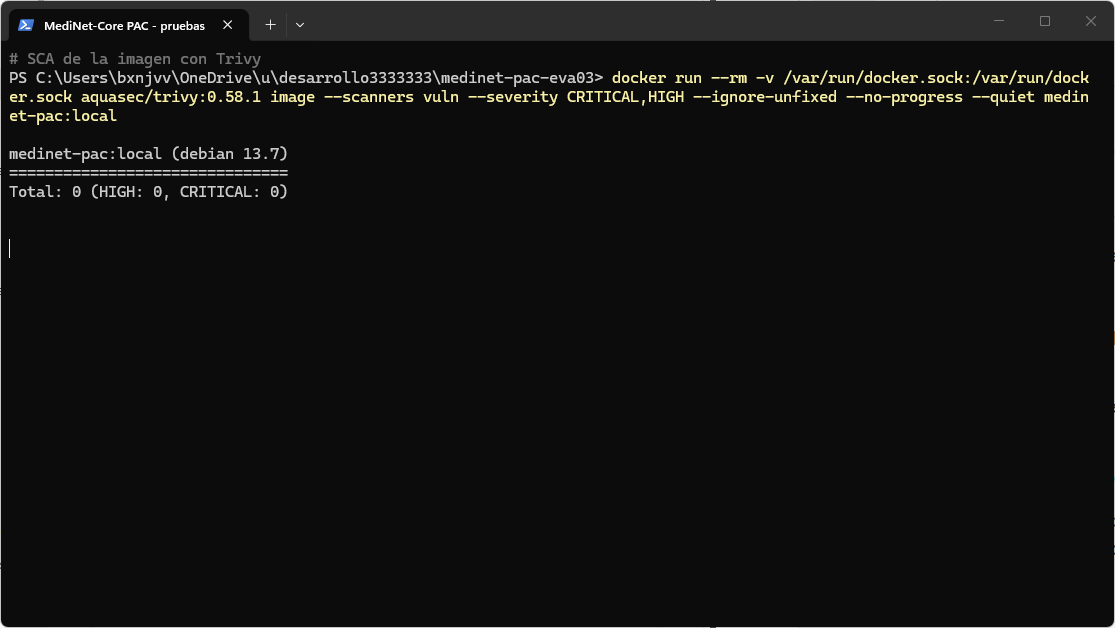 MediNet-Core PAC - pruebas
# SCA de la imagen con Trivy
PS C:\Users\bxnjvv\OneDrive\u\desarrollo3333333\medinet-pac-eva03> docker run --rm -v /var/run/docker.sock:/var/run/dock
er.sock aquasec/trivy:0.58.1 image --scanners vuln --severity CRITICAL,HIGH --ignore-unfixed --no-progress --quiet medin
et-pac:local
medinet-pac:local (debian 13.7)
===============================
Total: 0 (HIGH: 0, CRITICAL: 0)